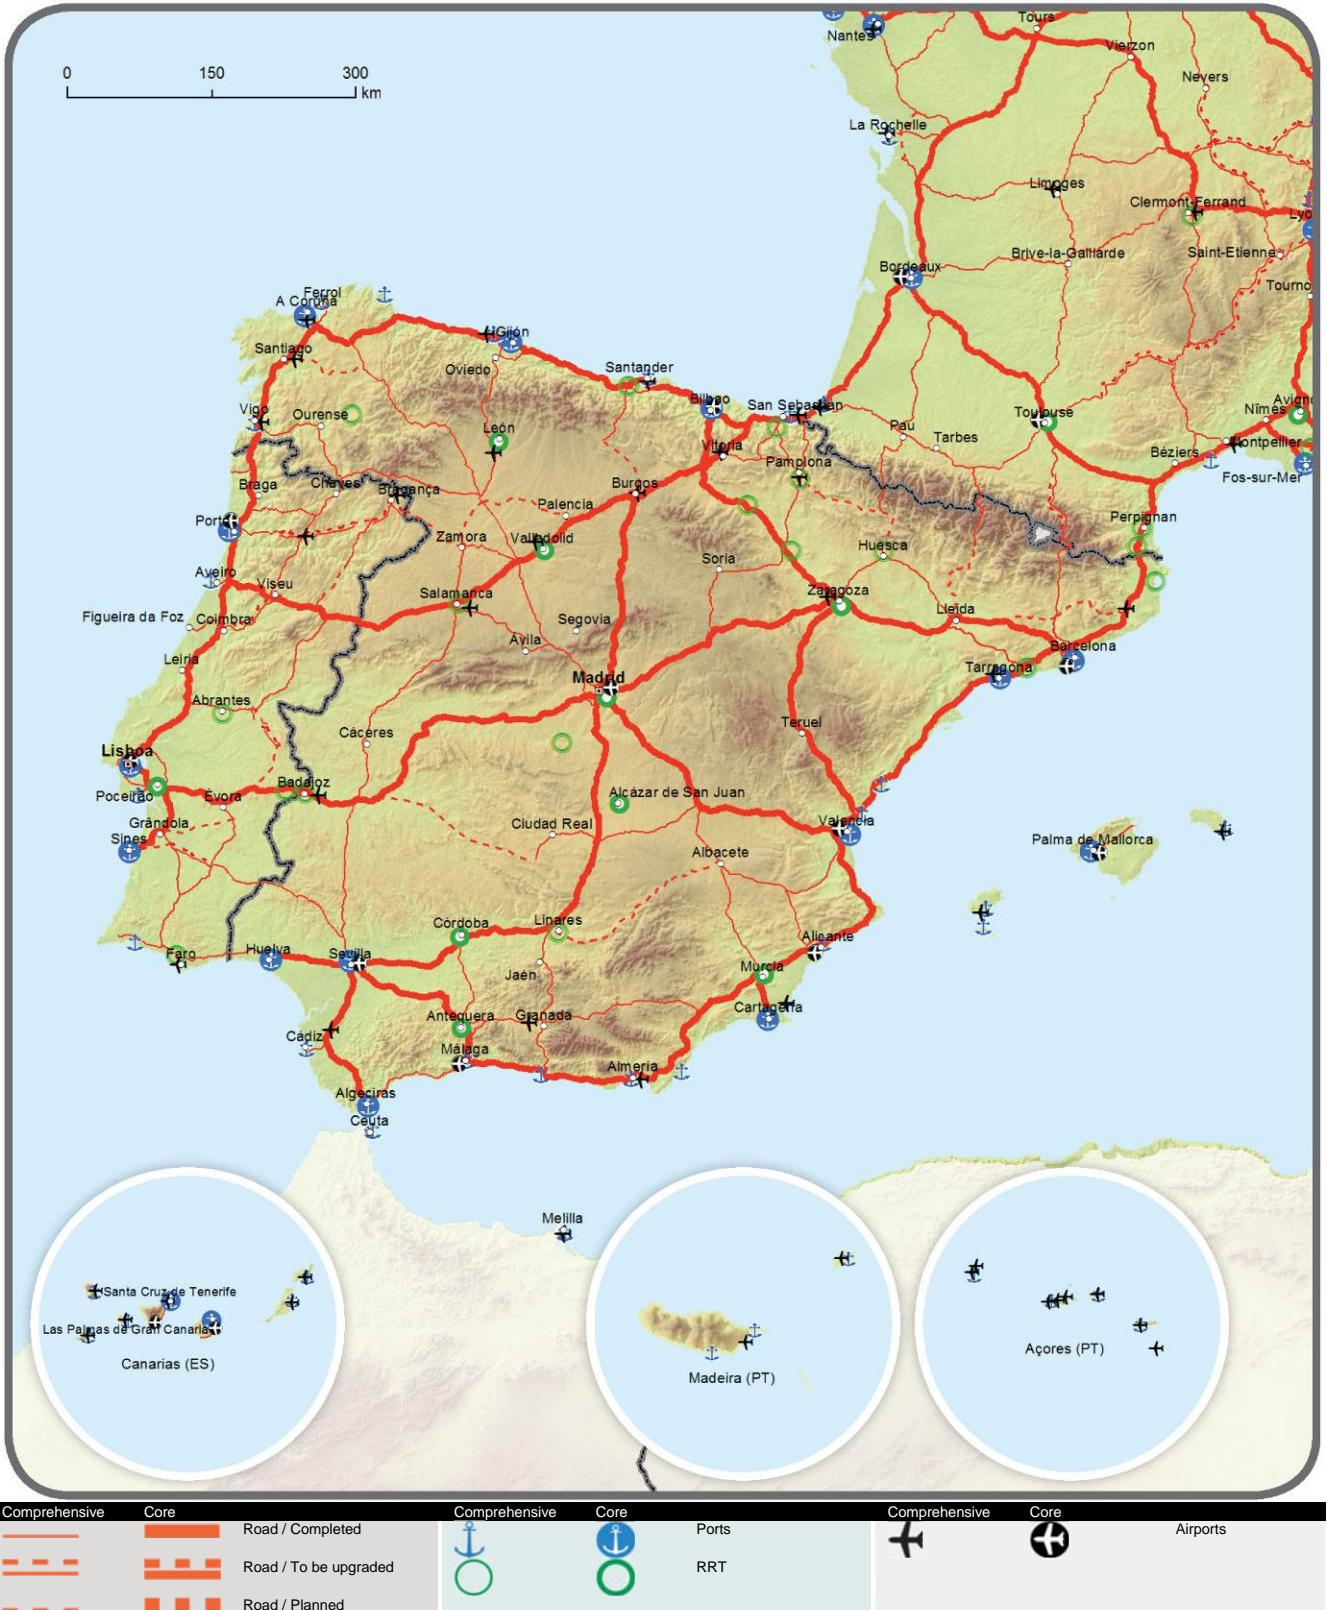 Tours
Nantes
Vierzon
0 150 300
km
Nevers
La Rochelle
Limoges
Clermont-Ferrand
Lyo
Brive-la-Gaillarde
Saint-Etienne
Bordeaux
Tourno
Ferrol
A Coruña
Gijón
Santiago
Oviedo
Santander
Bilbao
San Sebastián
Avigno
Nîmes
Vigo
Ourense
León
Toulouse
Pau
Tarbes
Montpellier
Vitoria
Béziers
Pamplona
Fos-sur-Mer
Braga
Chaves
Bragança
Burgos
Palencia
Porto
Perpignan
Zamora
Valladolid
Soria
Huesca
Aveiro
Viseu
Salamanca
Zaragoza
Lleida
Figueira da Foz
Coimbra
Segovia
Ávila
Barcelona
Leiria
Tarragona
Madrid
Abrantes
Cáceres
Teruel
Lisboa
Badajoz
Poceirão
Évora
Alcázar de San Juan
Grândola
Ciudad Real
Valencia
Sines
Palma de Mallorca
Albacete
Córdoba
Linares
Alicante
Faro
Huelva
Sevilla
Jaén
Murcia
Antequera
Granada
Cartagena
Cádiz
Málaga
Almería
Algeciras
Ceuta
Melilla
Santa Cruz de Tenerife
Las Palmas de Gran Canaria
Canarias (ES)
Madeira (PT)
Açores (PT)
Comprehensive Core Comprehensive Core Comprehensive Core
Road / Completed Ports Airports
Road / To be upgraded RRT
Road / Planned